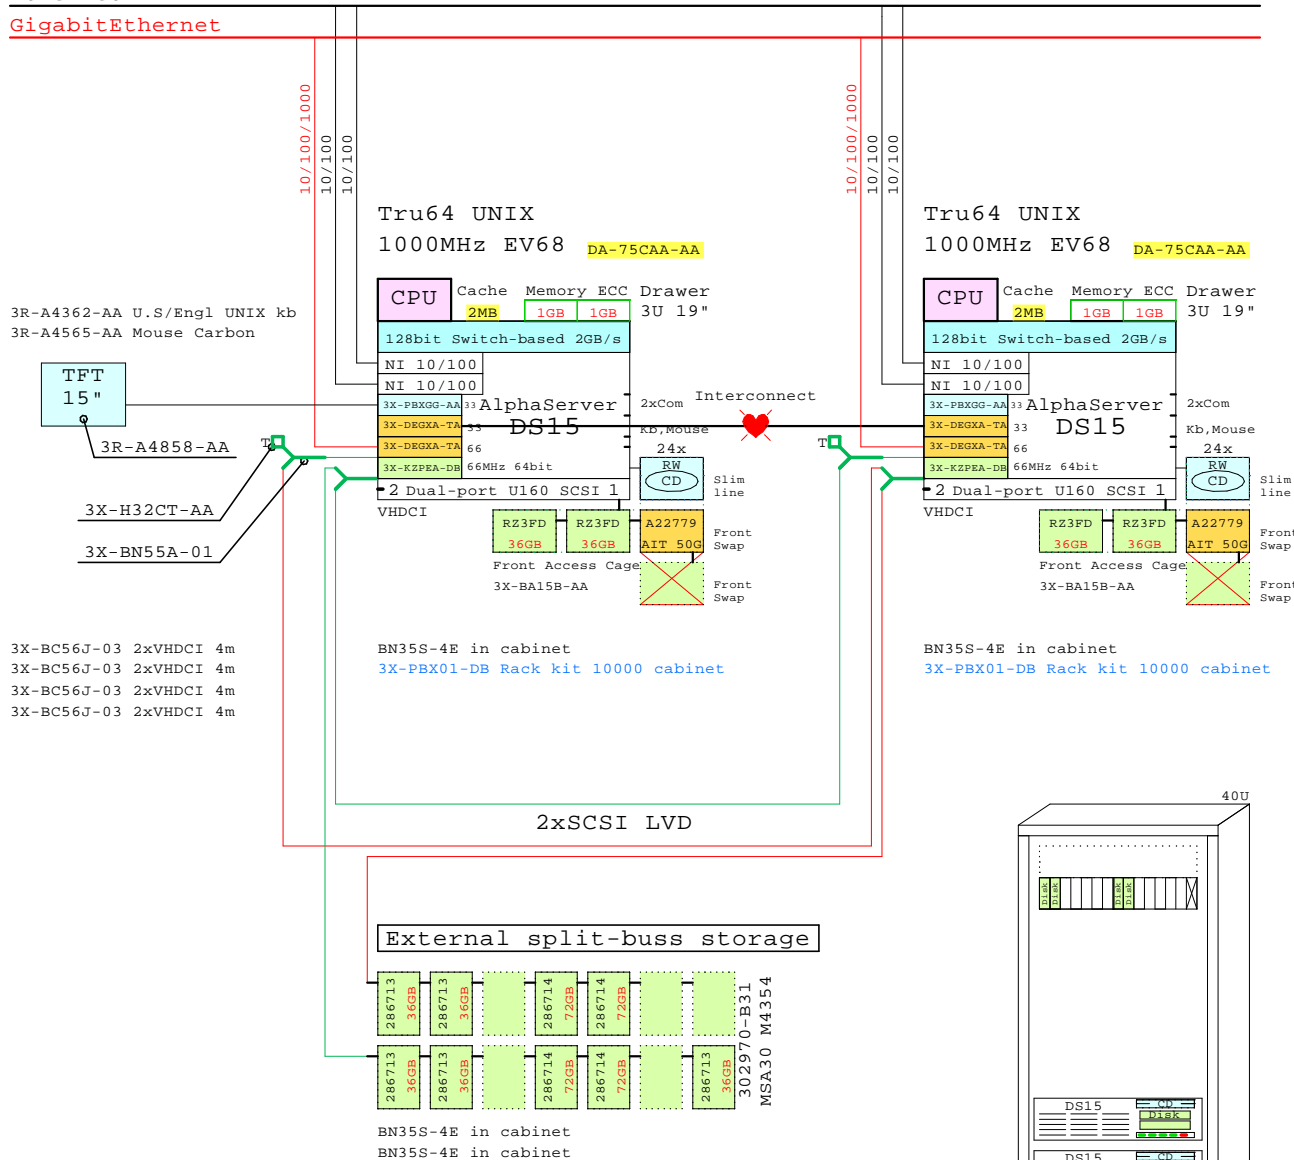 GigabitEthernet
10/100/1000
10/100
10/100
10/100/1000
10/100
10/100
Tru64 UNIX
1000MHz EV68 DA-75CAA-AA
CPU
Cache
2MB
Memory ECC
1GB 1GB
Drawer
3U 19"
128bit Switch-based 2GB/s
NI 10/100
NI 10/100
3X-PBXGG-AA 33
3X-DEGXA-TA 33
3X-DEGXA-TA 66
3X-KZPEA-DB 66MHz 64bit
AlphaServer
DS15
2 Dual-port U160 SCSI 1
VHDCI
2xCom
Kb,Mouse
24x
RW
CD
Slim
line
RZ3FD
36GB
RZ3FD
36GB
A22779
AIT 50G
Front
Swap
Front Access Cage
3X-BA15B-AA
Front
Swap
BN35S-4E in cabinet
3X-PBX01-DB Rack kit 10000 cabinet
Interconnect
Tru64 UNIX
1000MHz EV68 DA-75CAA-AA
CPU
Cache
2MB
Memory ECC
1GB 1GB
Drawer
3U 19"
128bit Switch-based 2GB/s
NI 10/100
NI 10/100
3X-PBXGG-AA 33
3X-DEGXA-TA 33
3X-DEGXA-TA 66
3X-KZPEA-DB 66MHz 64bit
AlphaServer
DS15
2 Dual-port U160 SCSI 1
VHDCI
2xCom
Kb,Mouse
24x
RW
CD
Slim
line
RZ3FD
36GB
RZ3FD
36GB
A22779
AIT 50G
Front
Swap
Front Access Cage
3X-BA15B-AA
Front
Swap
BN35S-4E in cabinet
3X-PBX01-DB Rack kit 10000 cabinet
3R-A4362-AA U.S/Engl UNIX kb
3R-A4565-AA Mouse Carbon
TFT
15"
3R-A4858-AA
T
T
3X-H32CT-AA
3X-BN55A-01
3X-BC56J-03 2xVHDCI 4m
3X-BC56J-03 2xVHDCI 4m
3X-BC56J-03 2xVHDCI 4m
3X-BC56J-03 2xVHDCI 4m
2xSCSI LVD
External split-buss storage
286713
36GB
286713
36GB
286714
72GB
286714
72GB
286713
36GB
286713
36GB
286714
72GB
286714
72GB
286713
36GB
302970-B31
MSA30 M4354
BN35S-4E in cabinet
BN35S-4E in cabinet
40U
Disk
Disk
Disk
Disk
DS15
CD
Disk
DS15
CD